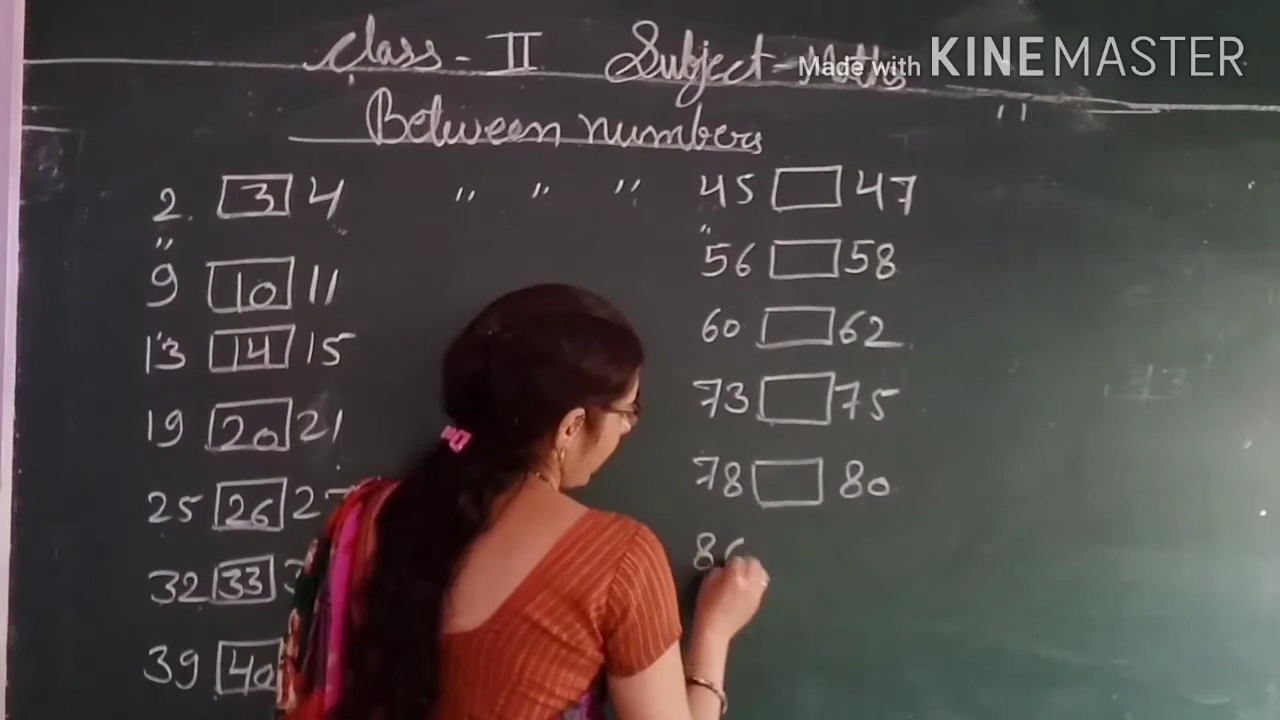 Class - II Subject - Maths
Made with KINEMASTER
Between numbers
2 3 4
9 10 11
13 14 15
19 20 21
25 26
32 33
39 40
45 47
56 58
60 62
73 75
78 80